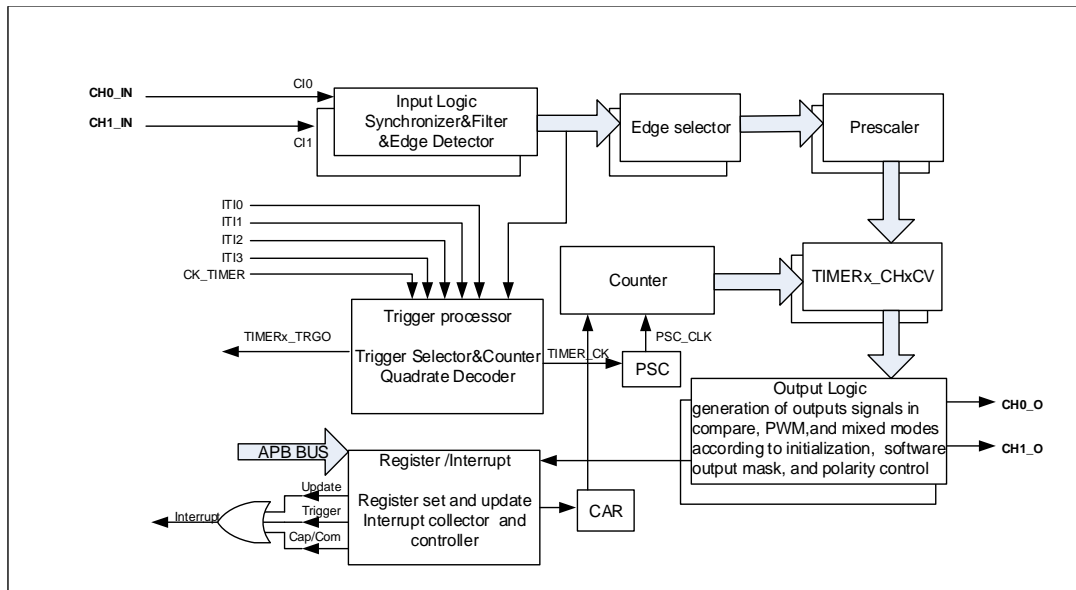 CH0_IN
CI0
CH1_IN
CI1
Input Logic
Synchronizer&Filter
&Edge Detector
Edge selector
Prescaler
ITI0
ITI1
ITI2
ITI3
CK_TIMER
Counter
TIMERx_CHxCV
Trigger processor
Trigger Selector&Counter
Quadrate Decoder
TIMERx_TRGO
TIMER_CK
PSC_CLK
PSC
Output Logic
generation of outputs signals in
compare, PWM,and mixed modes
according to initialization, software
output mask, and polarity control
CH0_O
CH1_O
APB BUS
Register /Interrupt
Register set and update
Interrupt collector and
controller
CAR
Update
Trigger
Cap/Com
Interrupt